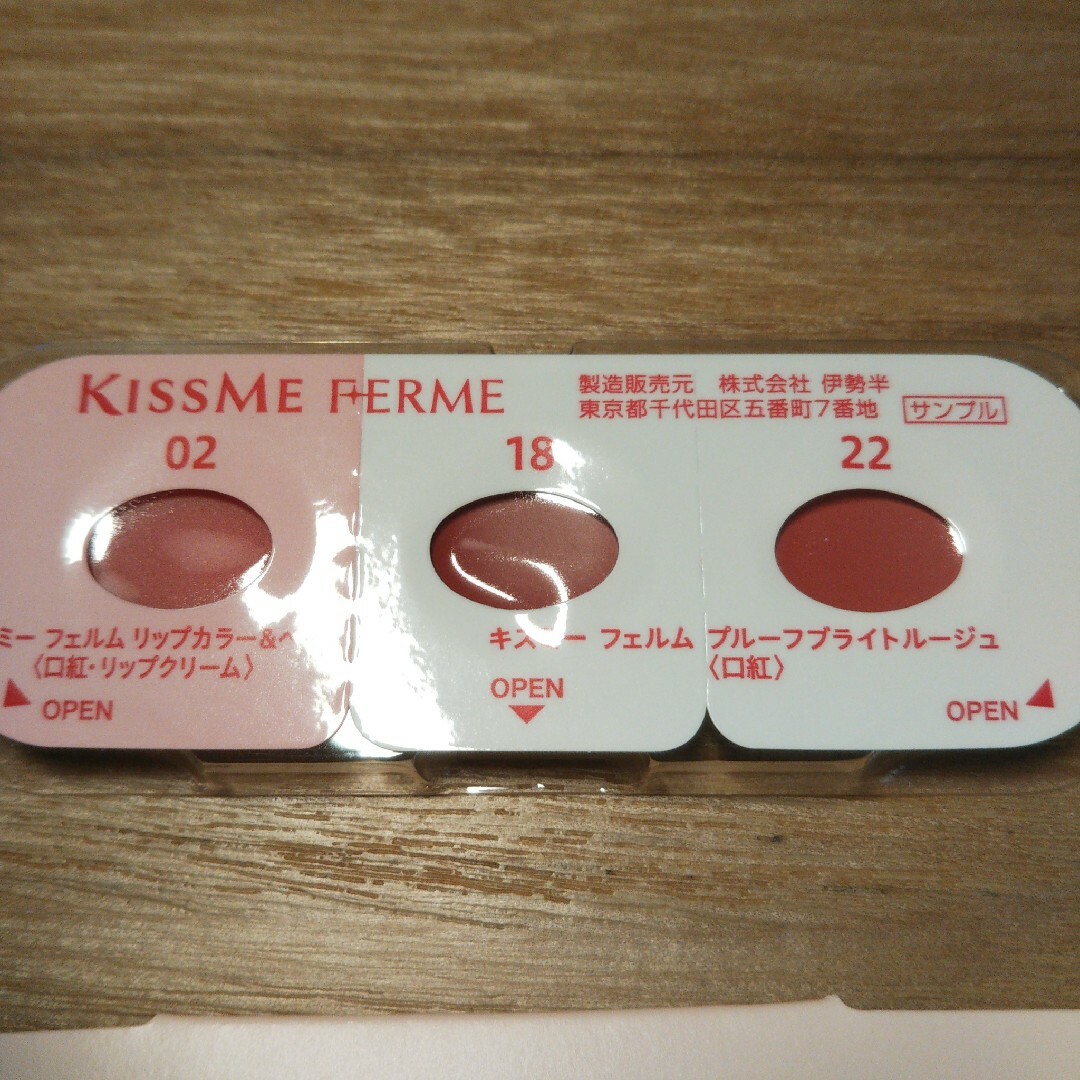 KISSME FERME
製造販売元 株式会社 伊勢半
東京都千代田区五番町7番地 サンプル
02
18
22
ミー フェルム リップカラー&
〈口紅・リップクリーム〉
OPEN
フェルム プルーフブライトルージュ
〈口紅〉
OPEN
OPEN